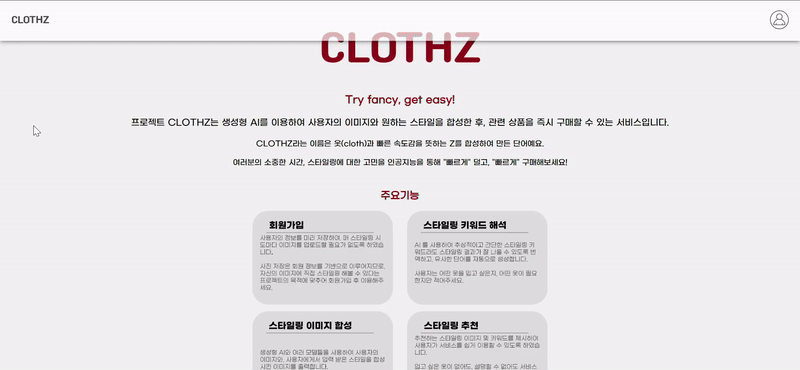 CLOTHZ
CLOTHZ
Try fancy, get easy!
프로젝트 CLOTHZ는 생성형 AI를 이용하여 사용자의 이미지와 원하는 스타일을 합성한 후, 관련 상품을 즉시 구매할 수 있는 서비스입니다.
CLOTHZ라는 이름은 옷(cloth)과 빠른 속도감을 뜻하는 Z를 합성하여 만든 단어예요.
여러분의 소중한 시간, 스타일링에 대한 고민을 인공지능을 통해 "빠르게" 덜고, "빠르게" 구매해보세요!
주요기능
회원가입
사용자의 정보를 미리 저장하여, 매 스타일링 시
도마다 이미지를 업로드할 필요가 없도록 하였습
니다.
사진 저장은 회원 정보를 기반으로 이루어지므로,
자신의 이미지에 직접 스타일링 해볼 수 있다는
프로젝트의 목적에 맞추어 회원가입 후 이용해주
세요.
스타일링 키워드 해석
AI 를 사용하여 추상적이고 간단한 스타일링 키
워드라도 스타일링 결과가 잘 나올 수 있도록 번
역하고, 유사한 단어를 자동으로 생성합니다.
사용자는 어떤 옷을 입고 싶은지, 어떤 옷이 필요
한지만 적어주세요.
스타일링 이미지 합성
생성형 AI와 여러 모델들을 사용하여 사용자의
이미지와, 사용자에게서 입력 받은 스타일을 합성
시킨 이미지를 출력합니다.
스타일링 추천
추천하는 스타일링 이미지 및 키워드를 제시하여
사용자가 서비스를 쉽게 이용할 수 있도록 하였습
니다.
입고 싶은 옷이 없어도, 설명할 수 없어도 서비스